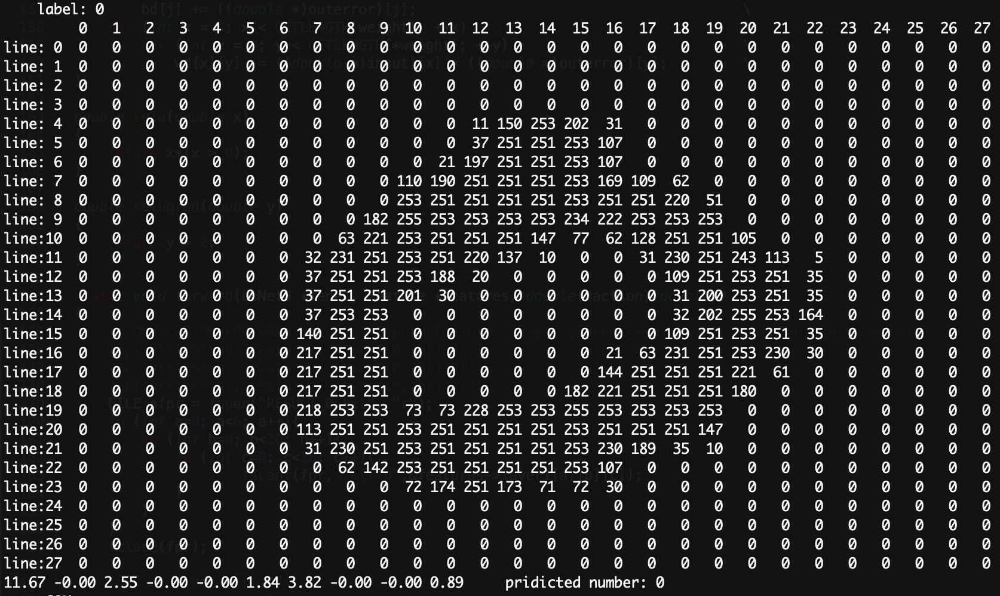 label: 0
0 1 2 3 4 5 6 7 8 9 10 11 12 13 14 15 16 17 18 19 20 21 22 23 24 25 26 27
line: 0 0 0 0 0 0 0 0 0 0 0 0 0 0 0 0 0 0 0 0 0 0 0 0 0 0 0 0 0
line: 1 0 0 0 0 0 0 0 0 0 0 0 0 0 0 0 0 0 0 0 0 0 0 0 0 0 0 0 0
line: 2 0 0 0 0 0 0 0 0 0 0 0 0 0 0 0 0 0 0 0 0 0 0 0 0 0 0 0 0
line: 3 0 0 0 0 0 0 0 0 0 0 0 0 0 0 0 0 0 0 0 0 0 0 0 0 0 0 0 0
line: 4 0 0 0 0 0 0 0 0 0 0 0 0 11 150 253 202 31 0 0 0 0 0 0 0 0 0 0 0
line: 5 0 0 0 0 0 0 0 0 0 0 0 0 37 251 251 253 107 0 0 0 0 0 0 0 0 0 0 0
line: 6 0 0 0 0 0 0 0 0 0 0 0 21 197 251 251 253 107 0 0 0 0 0 0 0 0 0 0 0
line: 7 0 0 0 0 0 0 0 0 0 0 110 190 251 251 251 253 169 109 62 0 0 0 0 0 0 0 0 0
line: 8 0 0 0 0 0 0 0 0 0 0 253 251 251 251 251 253 251 251 220 51 0 0 0 0 0 0 0 0
line: 9 0 0 0 0 0 0 0 0 0 182 255 253 253 253 253 234 222 253 253 253 0 0 0 0 0 0 0 0
line:10 0 0 0 0 0 0 0 0 63 221 253 251 251 251 147 77 62 128 251 251 105 0 0 0 0 0 0 0
line:11 0 0 0 0 0 0 0 32 231 251 253 251 220 137 10 0 0 31 230 251 243 113 5 0 0 0 0 0
line:12 0 0 0 0 0 0 0 37 251 251 253 188 20 0 0 0 0 0 109 251 253 251 35 0 0 0 0 0
line:13 0 0 0 0 0 0 0 37 251 251 201 30 0 0 0 0 0 0 31 200 253 251 35 0 0 0 0 0
line:14 0 0 0 0 0 0 0 37 253 253 0 0 0 0 0 0 0 0 32 202 255 253 164 0 0 0 0 0
line:15 0 0 0 0 0 0 0 140 251 251 0 0 0 0 0 0 0 0 109 251 253 251 35 0 0 0 0 0
line:16 0 0 0 0 0 0 0 217 251 251 0 0 0 0 0 0 21 63 231 251 253 230 30 0 0 0 0 0
line:17 0 0 0 0 0 0 0 217 251 251 0 0 0 0 0 0 144 251 251 251 221 61 0 0 0 0 0 0
line:18 0 0 0 0 0 0 0 217 251 251 0 0 0 0 0 182 221 251 251 251 180 0 0 0 0 0 0 0
line:19 0 0 0 0 0 0 0 218 253 253 73 73 228 253 253 255 253 253 253 253 0 0 0 0 0 0 0 0
line:20 0 0 0 0 0 0 0 113 251 251 253 251 251 251 251 253 251 251 251 147 0 0 0 0 0 0 0 0
line:21 0 0 0 0 0 0 0 31 230 251 253 251 251 251 251 253 230 189 35 10 0 0 0 0 0 0 0 0
line:22 0 0 0 0 0 0 0 0 62 142 253 251 251 251 251 253 107 0 0 0 0 0 0 0 0 0 0 0
line:23 0 0 0 0 0 0 0 0 0 0 72 174 251 173 71 72 30 0 0 0 0 0 0 0 0 0 0 0
line:24 0 0 0 0 0 0 0 0 0 0 0 0 0 0 0 0 0 0 0 0 0 0 0 0 0 0 0 0
line:25 0 0 0 0 0 0 0 0 0 0 0 0 0 0 0 0 0 0 0 0 0 0 0 0 0 0 0 0
line:26 0 0 0 0 0 0 0 0 0 0 0 0 0 0 0 0 0 0 0 0 0 0 0 0 0 0 0 0
line:27 0 0 0 0 0 0 0 0 0 0 0 0 0 0 0 0 0 0 0 0 0 0 0 0 0 0 0 0
11.67 -0.00 2.55 -0.00 -0.00 1.84 3.82 -0.00 -0.00 0.89 pridicted number: 0